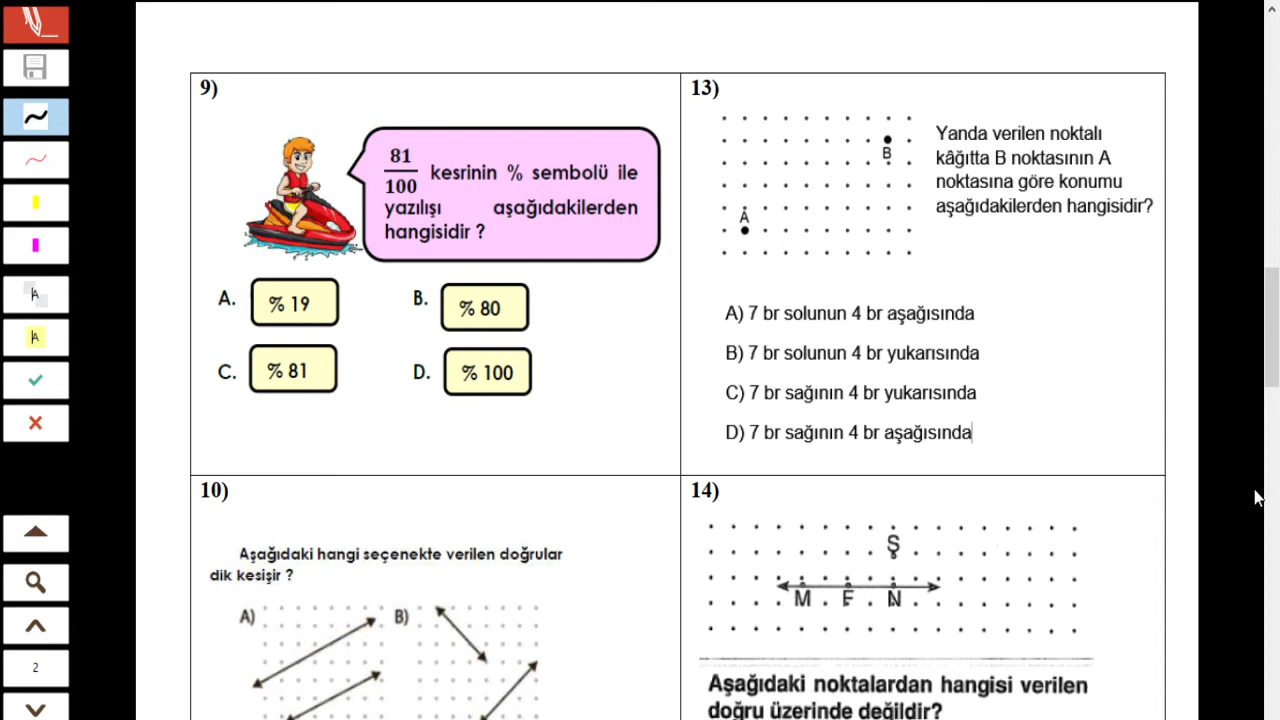 9)
81
100 kesrinin % sembolü ile
yazılışı aşağıdakilerden
hangisidir ?
A. % 19
B. % 80
C. % 81
D. % 100
13)
B
A
Yanda verilen noktalı
kâğıtta B noktasının A
noktasına göre konumu
aşağıdakilerden hangisidir?
A) 7 br solunun 4 br aşağısında
B) 7 br solunun 4 br yukarısında
C) 7 br sağının 4 br yukarısında
D) 7 br sağının 4 br aşağısında
10)
Aşağıdaki hangi seçenekte verilen doğrular
dik kesişir ?
A) B)
14)
Ş
M F N
Aşağıdaki noktalardan hangisi verilen
doğru üzerinde değildir?
A
A
2